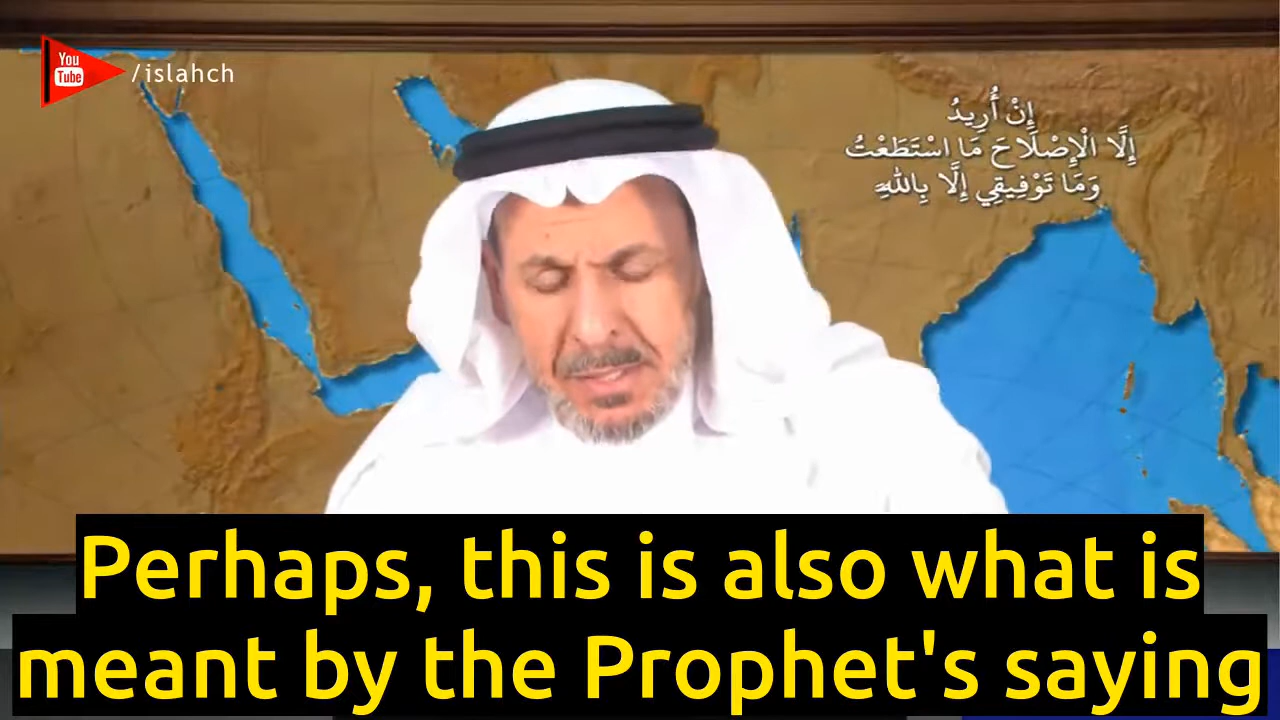 You
Tube
/islahch
إِنْ أُرِيدُ
إِلَّا الْإِصْلَاحَ مَا اسْتَطَعْتُ
وَمَا تَوْفِيقِي إِلَّا بِاللَّهِ
Perhaps, this is also what is
meant by the Prophet's saying